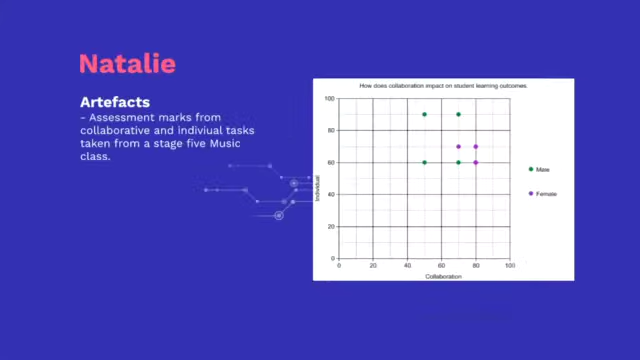 Natalie
Artefacts
- Assessment marks from
collaborative and indiviual tasks
taken from a stage five Music
class.
How does collaboration impact on student learning outcomes.
100
80
60
40
20
0
Individual
0 20 40 60 80 100
Collaboration
Male
Female